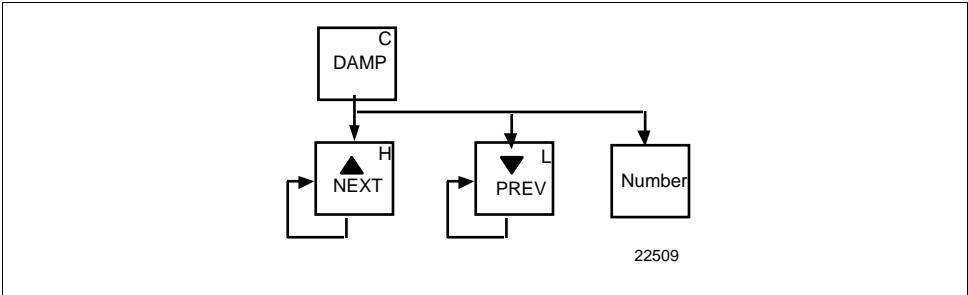 C
DAMP
H
NEXT
L
PREV
Number
22509